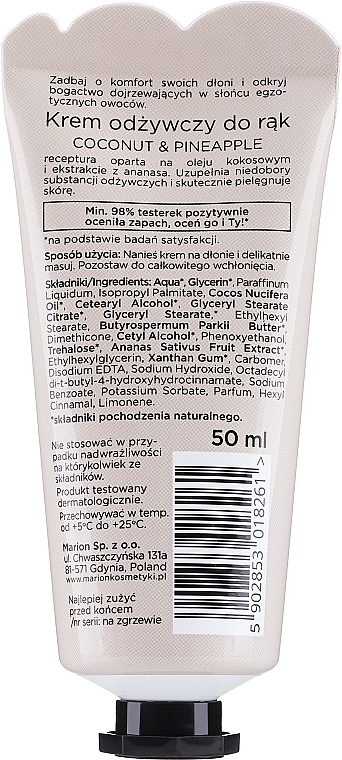 Zadbaj o komfort swoich dłoni i odkryj
bogactwo dojrzewających w słońcu egzo-
tycznych owoców.
Krem odżywczy do rąk
COCONUT & PINEAPPLE
receptura oparta na oleju kokosowym
i ekstrakcie z ananasa. Uzupełnia niedobory
substancji odżywczych i skutecznie pielęgnuje
skórę.
Min. 98% testerek pozytywnie
oceniła zapach, oceń go i Ty!*
*na podstawie badań satysfakcji.
Sposób użycia: Nanieś krem na dłonie i delikatnie
masuj. Pozostaw do całkowitego wchłonięcia.
Składniki/Ingredients: Aqua*, Glycerin*, Paraffinum
Liquidum, Isopropyl Palmitate, Cocos Nucifera
Oil*, Cetearyl Alcohol*, Glyceryl Stearate
Citrate*, Glyceryl Stearate,* Ethylhexyl
Stearate, Butyrospermum Parkii Butter*,
Dimethicone, Cetyl Alcohol*, Phenoxyethanol,
Trehalose*, Ananas Sativus Fruit Extract*,
Ethylhexylglycerin, Xanthan Gum*, Carbomer,
Disodium EDTA, Sodium Hydroxide, Octadecyl
di-t-butyl-4-hydroxyhydrocinnamate, Sodium
Benzoate, Potassium Sorbate, Parfum, Hexyl
Cinnamal, Limonene.
*składniki pochodzenia naturalnego.
Nie stosować w przy-
padku nadwrażliwości
na którykolwiek ze
składników.
Produkt testowany
dermatologicznie.
Przechowywać w temp.
od +5°C do +25°C.
Marion Sp. z o.o.
ul. Chwaszczyńska 131a
81-571 Gdynia, Poland
www.marionkosmetyki.pl
Najlepiej zużyć
przed końcem
/nr serii: na zgrzewie
50 ml
5 902853 018261 >